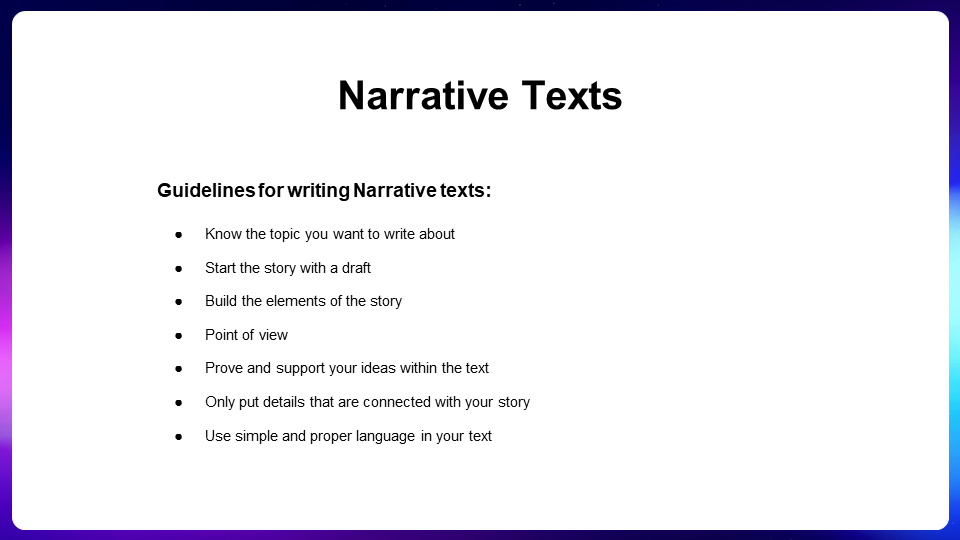 Narrative Texts
Guidelines for writing Narrative texts:
● Know the topic you want to write about
● Start the story with a draft
● Build the elements of the story
● Point of view
● Prove and support your ideas within the text
● Only put details that are connected with your story
● Use simple and proper language in your text